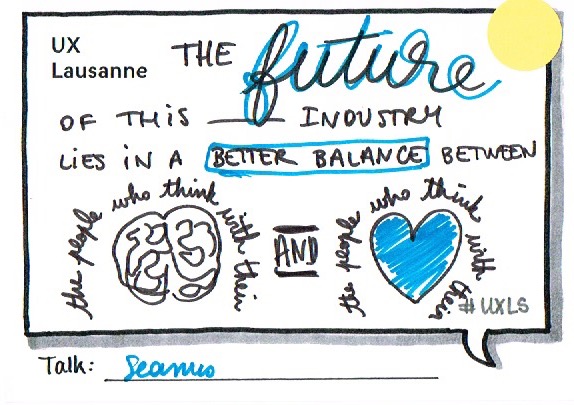 UX
Lausanne
THE future
OF THIS ____ INDUSTRY
LIES IN A BETTER BALANCE BETWEEN
the people who think with their
AND
the people who think with their
#UXLS
Talk: Seamus